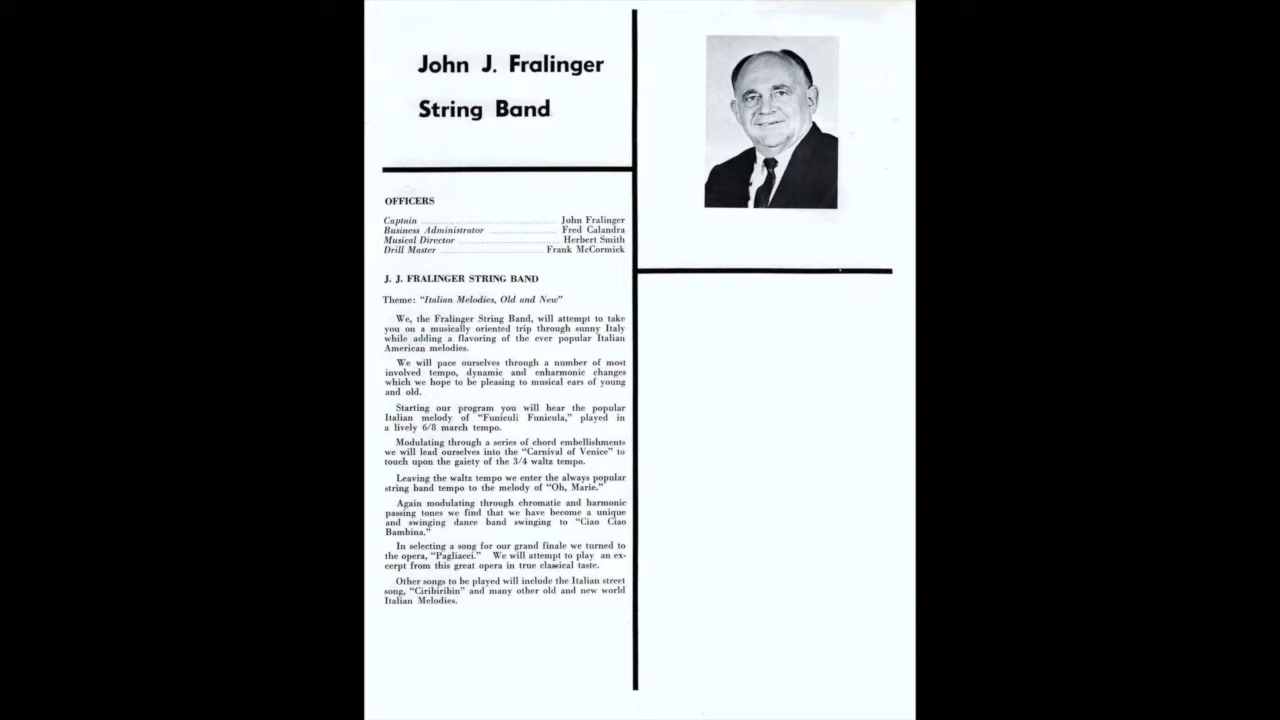 John J. Fralinger
String Band
OFFICERS
Captain ........ John Fralinger
Business Administrator ........ Fred Calandra
Musical Director ........ Herbert Smith
Drill Master ........ Frank McCormick
J. J. FRALINGER STRING BAND
Theme: "Italian Melodies, Old and New"
We, the Fralinger String Band, will attempt to take
you on a musically oriented trip through sunny Italy
while adding a flavoring of the ever popular Italian
American melodies.
We will pace ourselves through a number of most
involved tempo, dynamic and enharmonic changes
which we hope to be pleasing to musical ears of young
and old.
Starting our program you will hear the popular
Italian melody of "Funiculi Funicula," played in
a lively 6/8 march tempo.
Modulating through a series of chord embellishments
we will lead ourselves into the "Carnival of Venice" to
touch upon the gaiety of the 3/4 waltz tempo.
Leaving the waltz tempo we enter the always popular
string band tempo to the melody of "Oh, Marie."
Again modulating through chromatic and harmonic
passing tones we find that we have become a unique
and swinging dance band swinging to "Ciao Ciao
Bambina."
In selecting a song for our grand finale we turned to
the opera, "Pagliacci." We will attempt to play an ex-
cerpt from this great opera in true classical taste.
Other songs to be played will include the Italian street
song, "Ciribiribin" and many other old and new world
Italian Melodies.